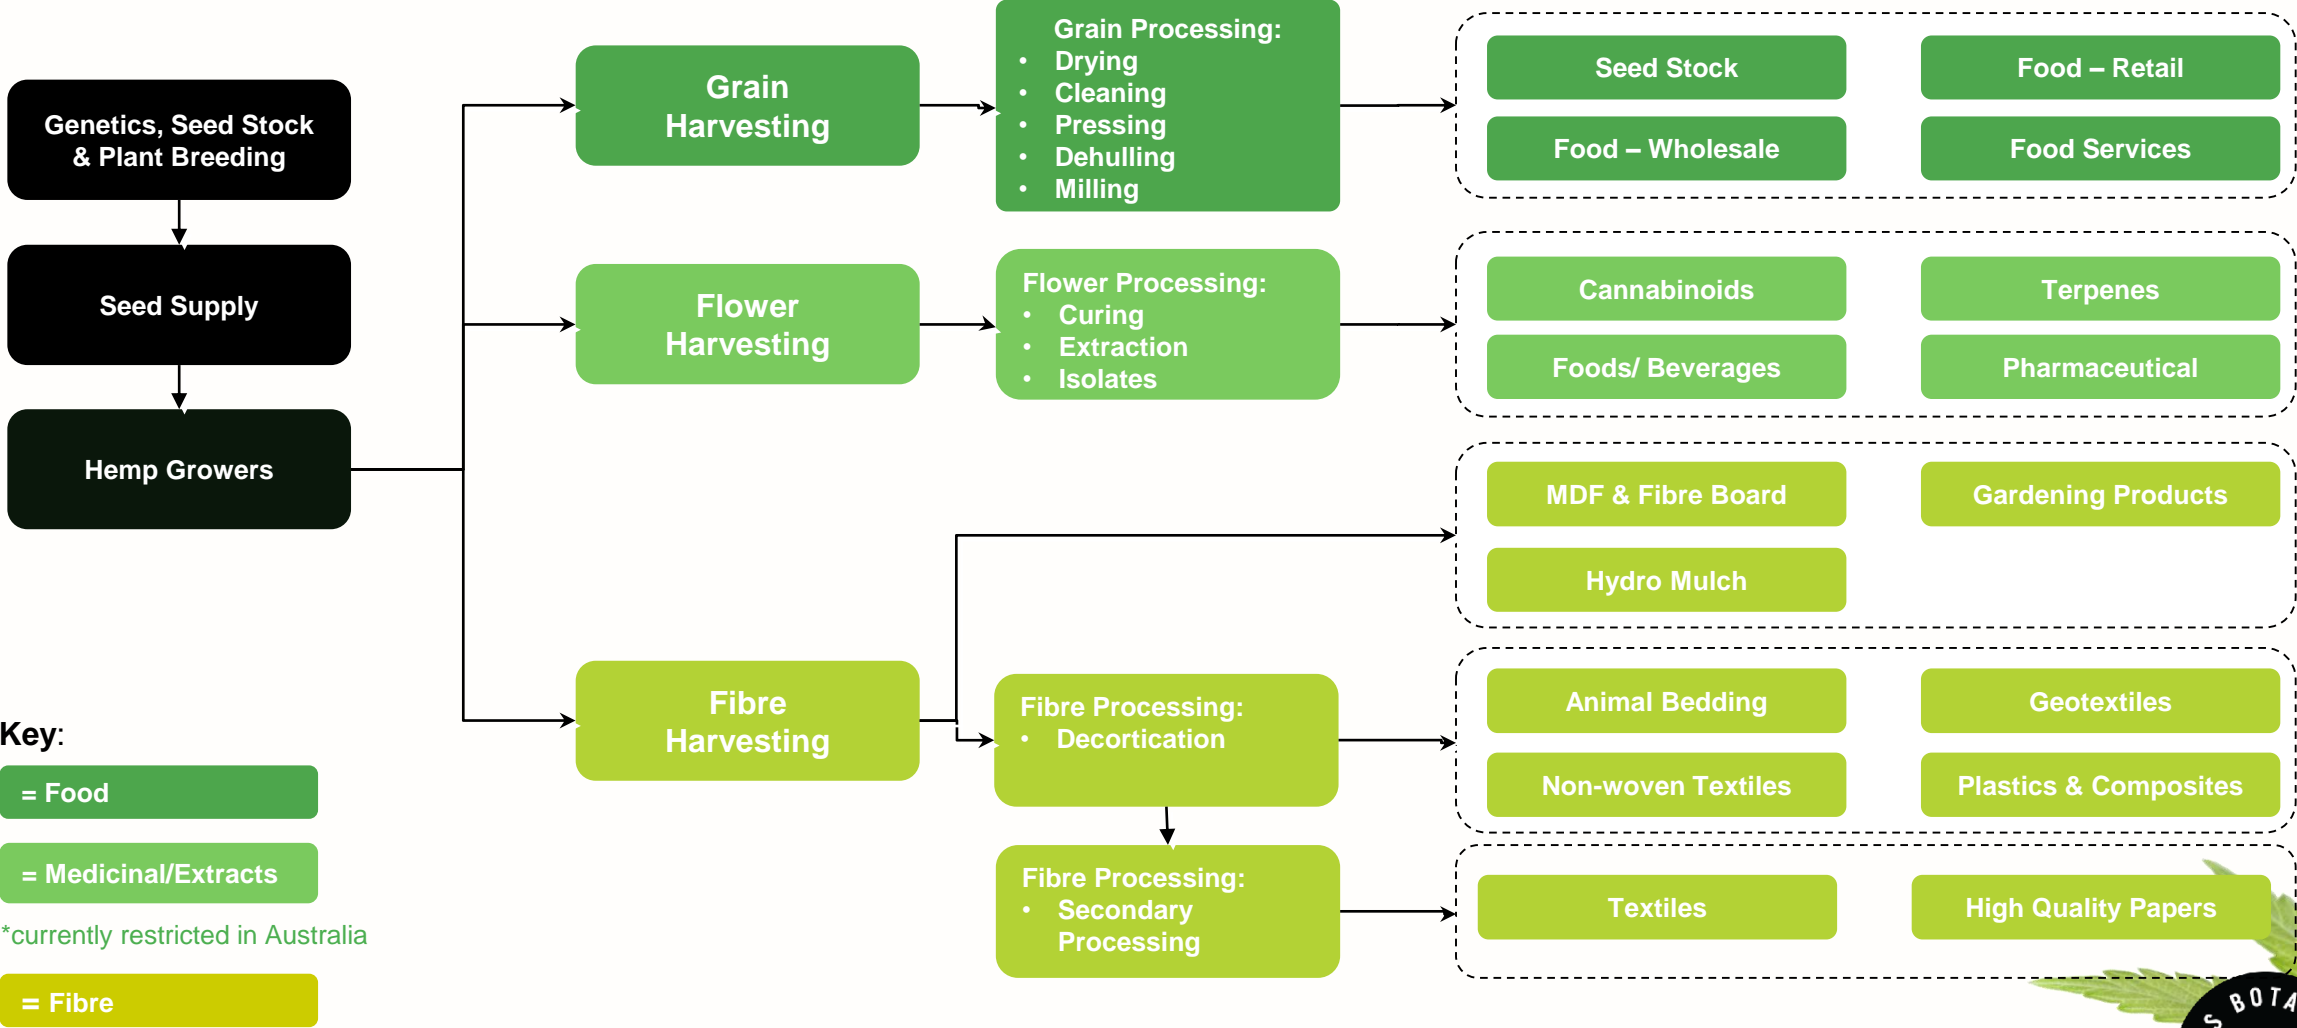 Genetics, Seed Stock
& Plant Breeding
Seed Supply
Hemp Growers
Grain
Harvesting
Flower
Harvesting
Fibre
Harvesting
Grain Processing:
• Drying
• Cleaning
• Pressing
• Dehulling
• Milling
Flower Processing:
• Curing
• Extraction
• Isolates
Fibre Processing:
• Decortication
Fibre Processing:
• Secondary
Processing
Seed Stock
Food – Retail
Food – Wholesale
Food Services
Cannabinoids
Terpenes
Foods/ Beverages
Pharmaceutical
MDF & Fibre Board
Gardening Products
Hydro Mulch
Animal Bedding
Geotextiles
Non-woven Textiles
Plastics & Composites
Textiles
High Quality Papers
Key:
= Food
= Medicinal/Extracts
*currently restricted in Australia
= Fibre